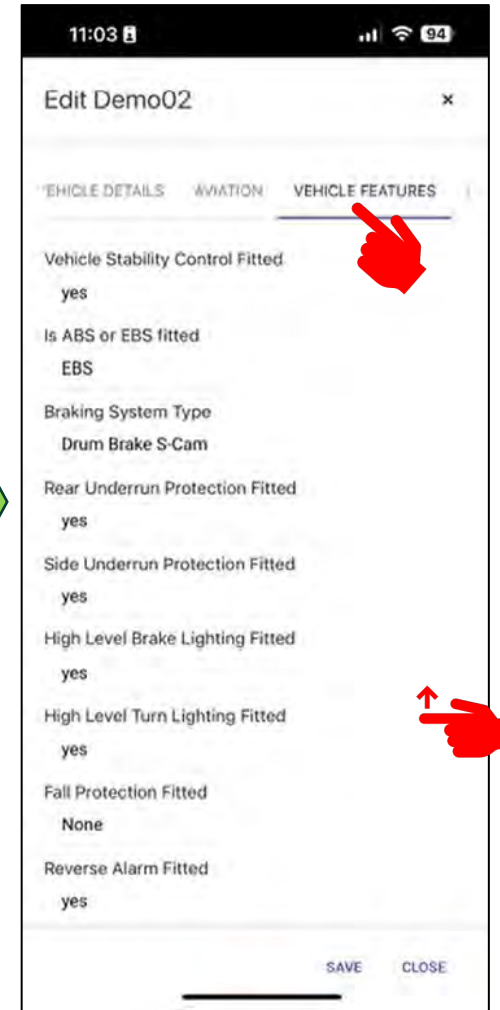 11:03
94
Edit Demo02 ×
EHICLE DETAILS AVIATION VEHICLE FEATURES
Vehicle Stability Control Fitted
yes
Is ABS or EBS fitted
EBS
Braking System Type
Drum Brake S-Cam
Rear Underrun Protection Fitted
yes
Side Underrun Protection Fitted
yes
High Level Brake Lighting Fitted
yes
High Level Turn Lighting Fitted
yes
Fall Protection Fitted
None
Reverse Alarm Fitted
yes
SAVE CLOSE